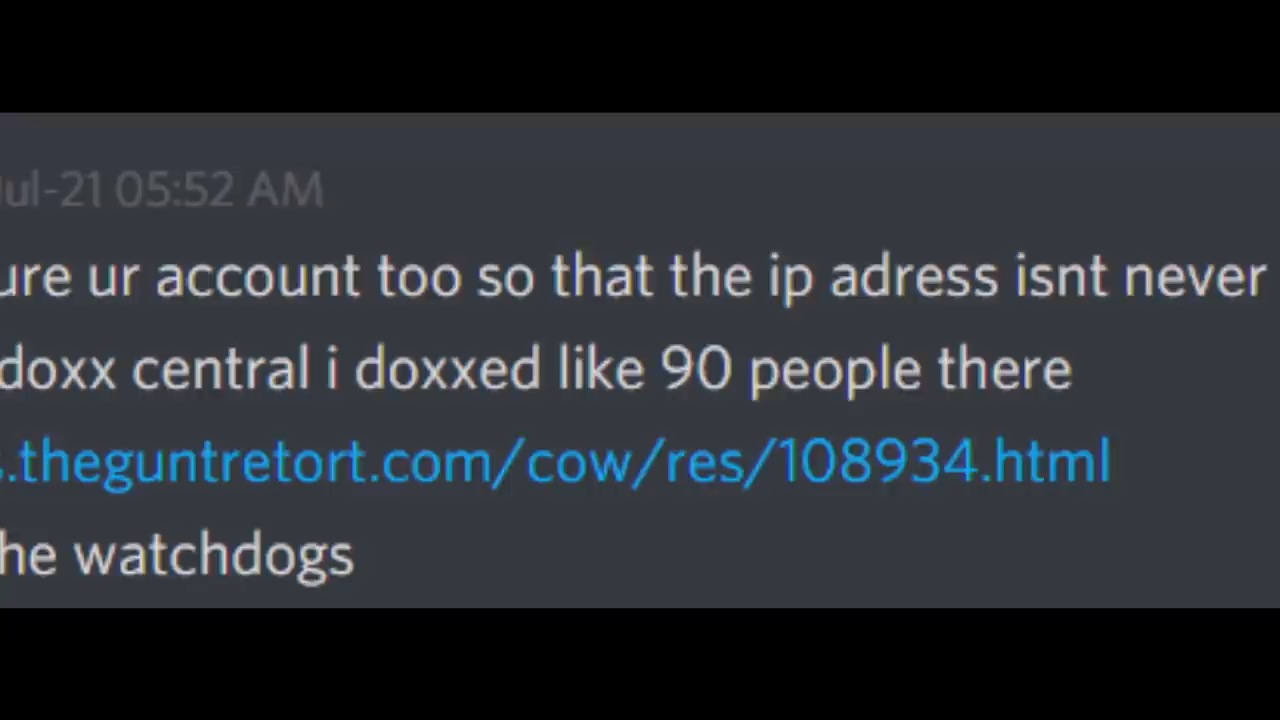 ul-21 05:52 AM
ure ur account too so that the ip adress isnt never
doxx central i doxxed like 90 people there
s.theguntretort.com/cow/res/108934.html
he watchdogs